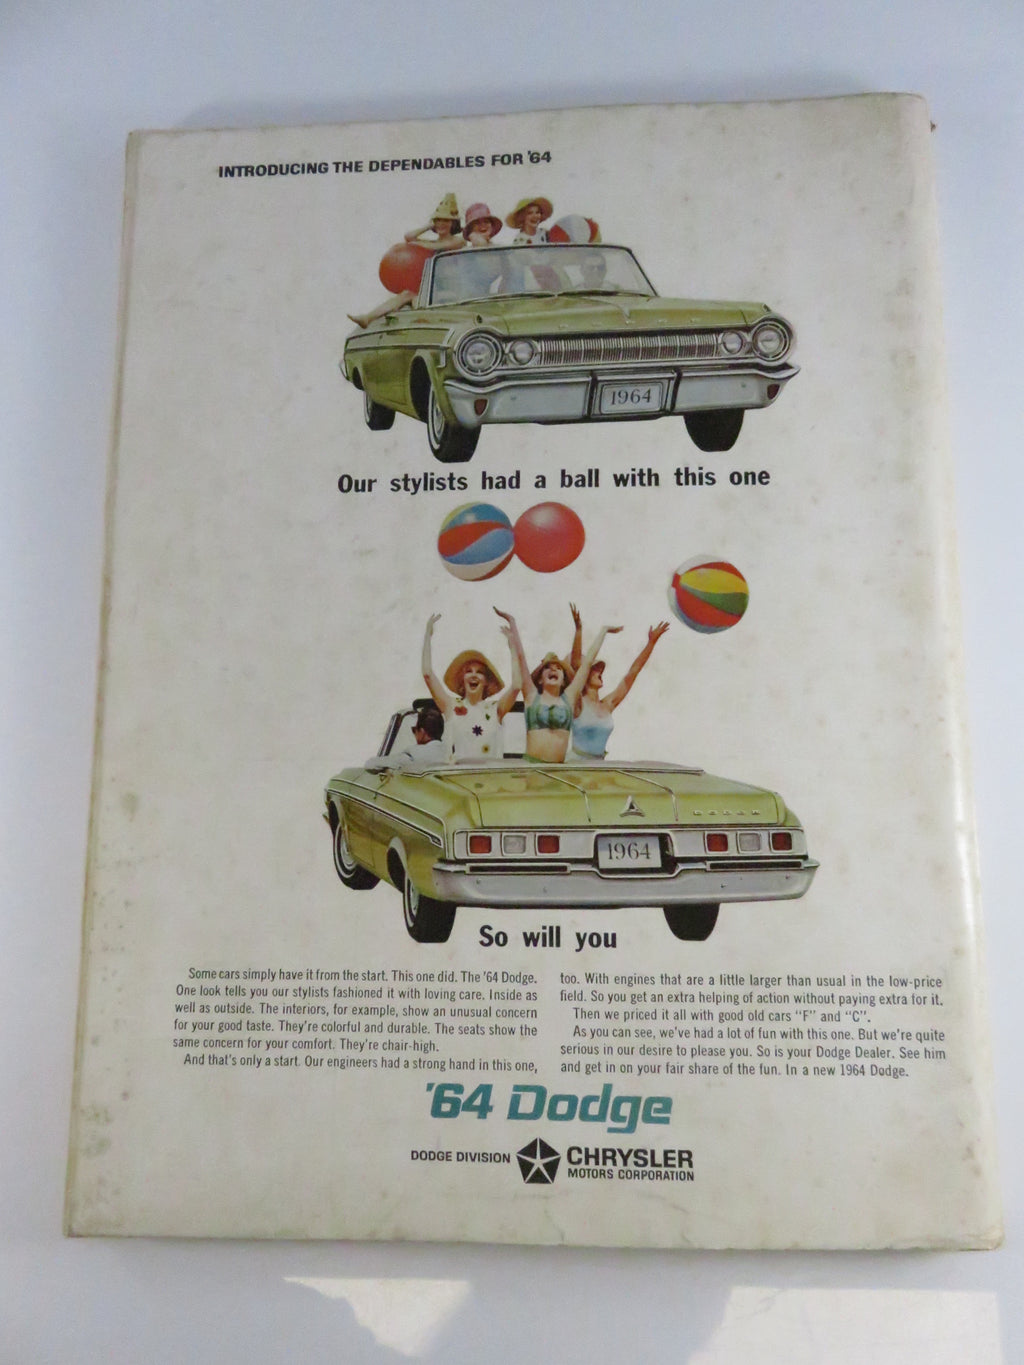 INTRODUCING THE DEPENDABLES FOR '64
1964
Our stylists had a ball with this one
DODGE
1964
So will you
Some cars simply have it from the start. This one did. The '64 Dodge.
One look tells you our stylists fashioned it with loving care. Inside as
well as outside. The interiors, for example, show an unusual concern
for your good taste. They're colorful and durable. The seats show the
same concern for your comfort. They're chair-high.
And that's only a start. Our engineers had a strong hand in this one,
too. With engines that are a little larger than usual in the low-price
field. So you get an extra helping of action without paying extra for it.
Then we priced it all with good old cars "F" and "C".
As you can see, we've had a lot of fun with this one. But we're quite
serious in our desire to please you. So is your Dodge Dealer. See him
and get in on your fair share of the fun. In a new 1964 Dodge.
'64 Dodge
DODGE DIVISION CHRYSLER
MOTORS CORPORATION